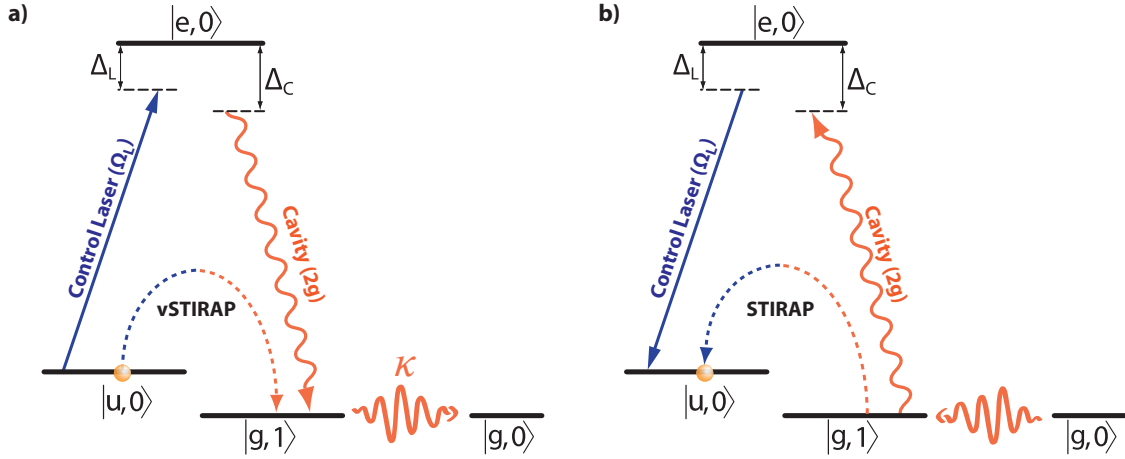 a)
|e,0⟩
Δ_L
Δ_C
Control Laser (Ω_L)
Cavity (2g)
vSTIRAP
|u,0⟩
κ
|g,1⟩
|g,0⟩
b)
|e,0⟩
Δ_L
Δ_C
Control Laser (Ω_L)
Cavity (2g)
STIRAP
|u,0⟩
|g,1⟩
|g,0⟩